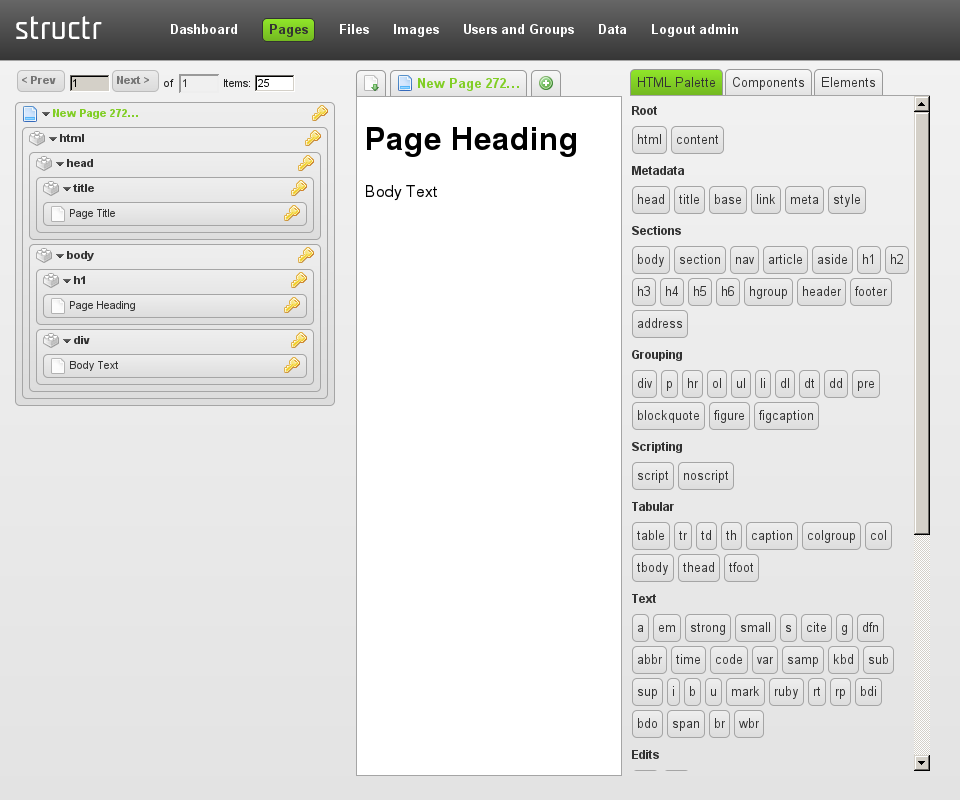 structr
Dashboard Pages Files Images Users and Groups Data Logout admin
< Prev 1 Next > of 1 Items: 25
New Page 272...
html
head
title
Page Title
body
h1
Page Heading
div
Body Text
New Page 272...
Page Heading
Body Text
HTML Palette Components Elements
Root
html content
Metadata
head title base link meta style
Sections
body section nav article aside h1 h2
h3 h4 h5 h6 hgroup header footer
address
Grouping
div p hr ol ul li dl dt dd pre
blockquote figure figcaption
Scripting
script noscript
Tabular
table tr td th caption colgroup col
tbody thead tfoot
Text
a em strong small s cite g dfn
abbr time code var samp kbd sub
sup i b u mark ruby rt rp bdi
bdo span br wbr
Edits